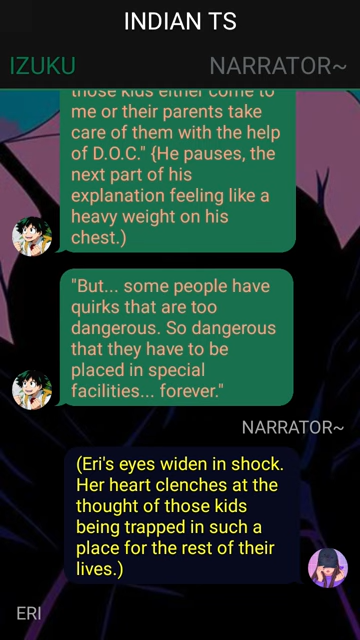 INDIAN TS
IZUKU NARRATOR~
those kids either come to
me or their parents take
care of them with the help
of D.O.C." {He pauses, the
next part of his
explanation feeling like a
heavy weight on his
chest.)
"But... some people have
quirks that are too
dangerous. So dangerous
that they have to be
placed in special
facilities... forever."
NARRATOR~
(Eri's eyes widen in shock.
Her heart clenches at the
thought of those kids
being trapped in such a
place for the rest of their
lives.)
ERI